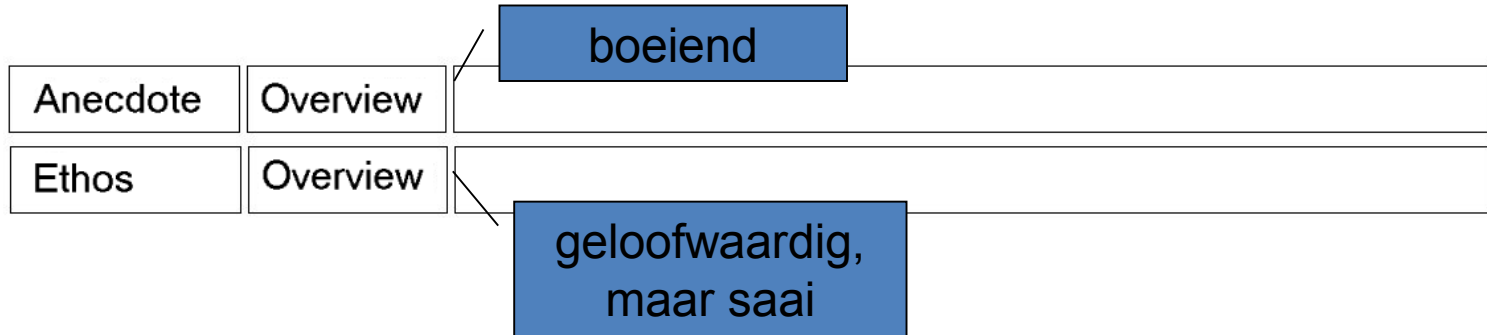 boeiend
Anecdote
Overview
Ethos
Overview
geloofwaardig,
maar saai